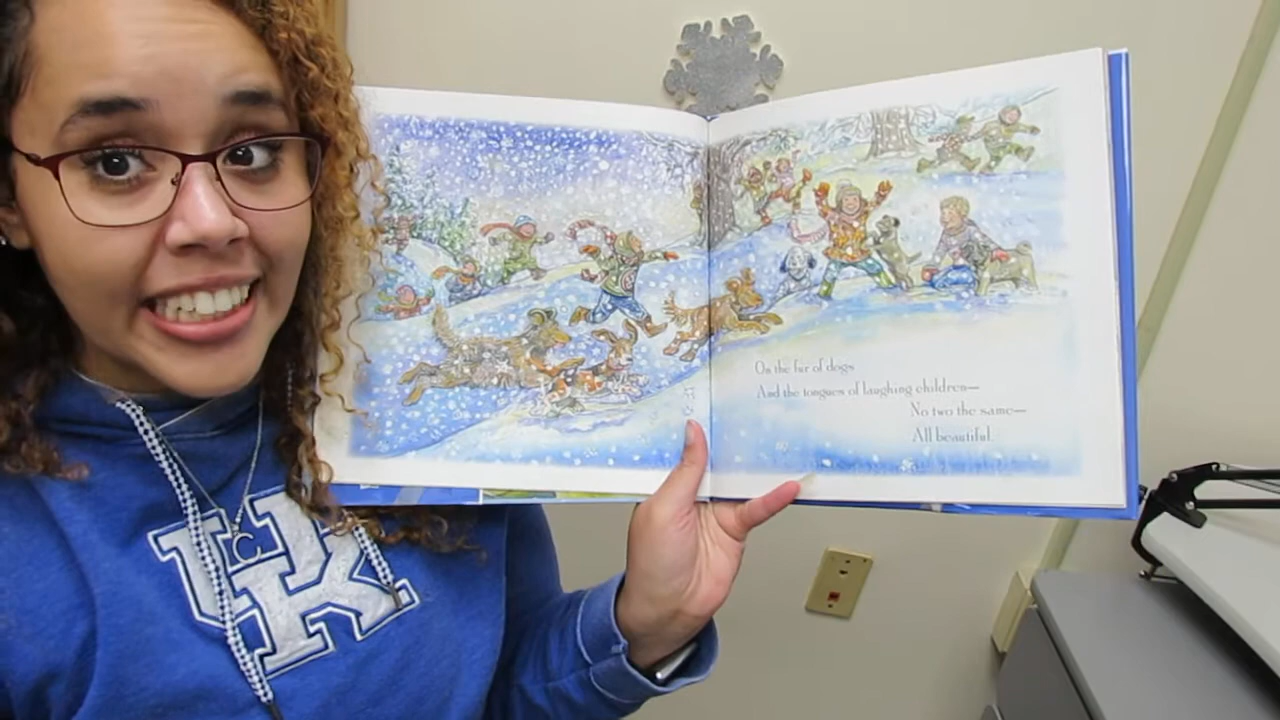 UK
C
On the fur of dogs
And the tongues of laughing children—
No two the same—
All beautiful.